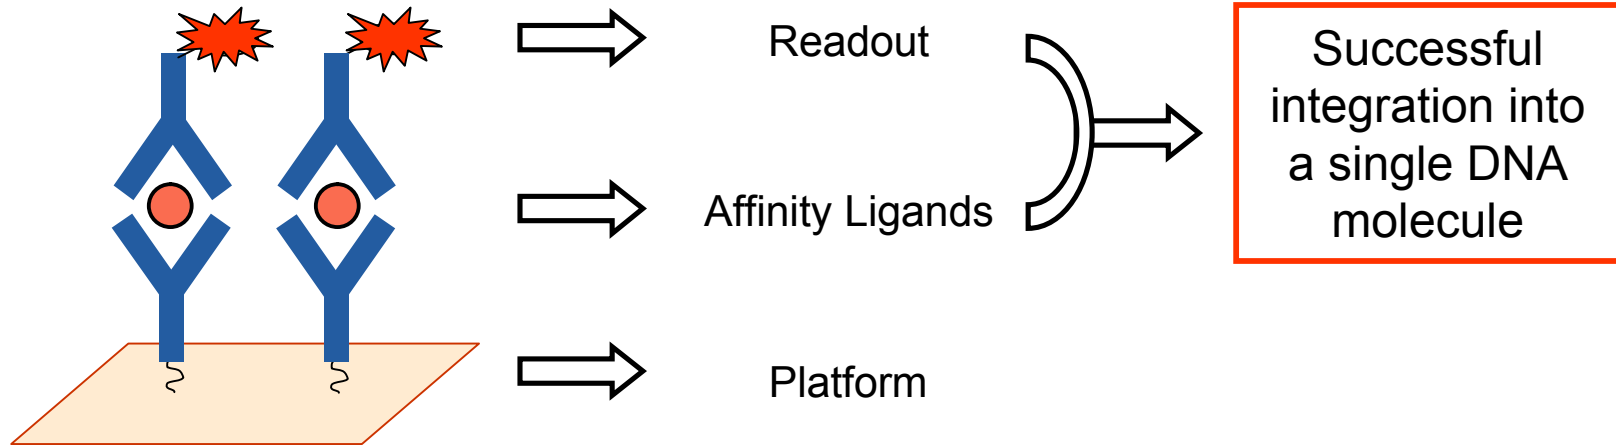 Readout
Affinity Ligands
Platform
Successful
integration into
a single DNA
molecule